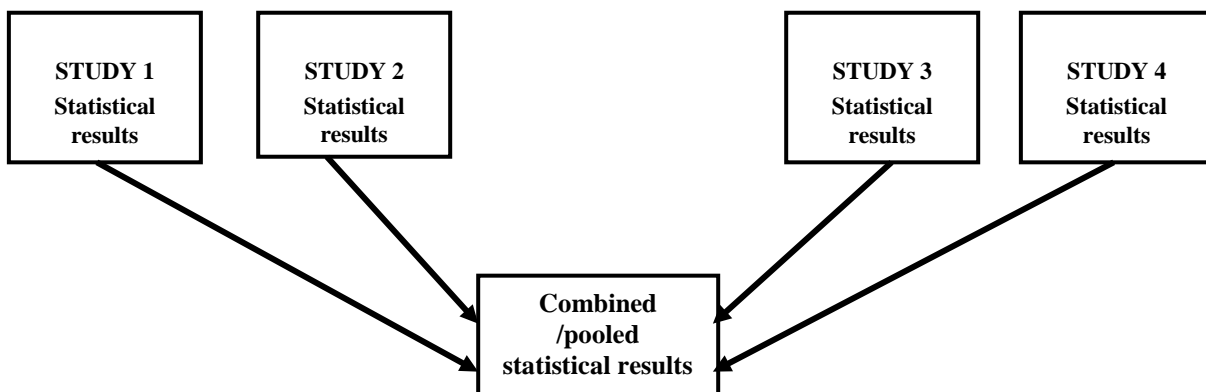 STUDY 1
Statistical
results
STUDY 2
Statistical
results
STUDY 3
Statistical
results
STUDY 4
Statistical
results
Combined
/pooled
statistical results